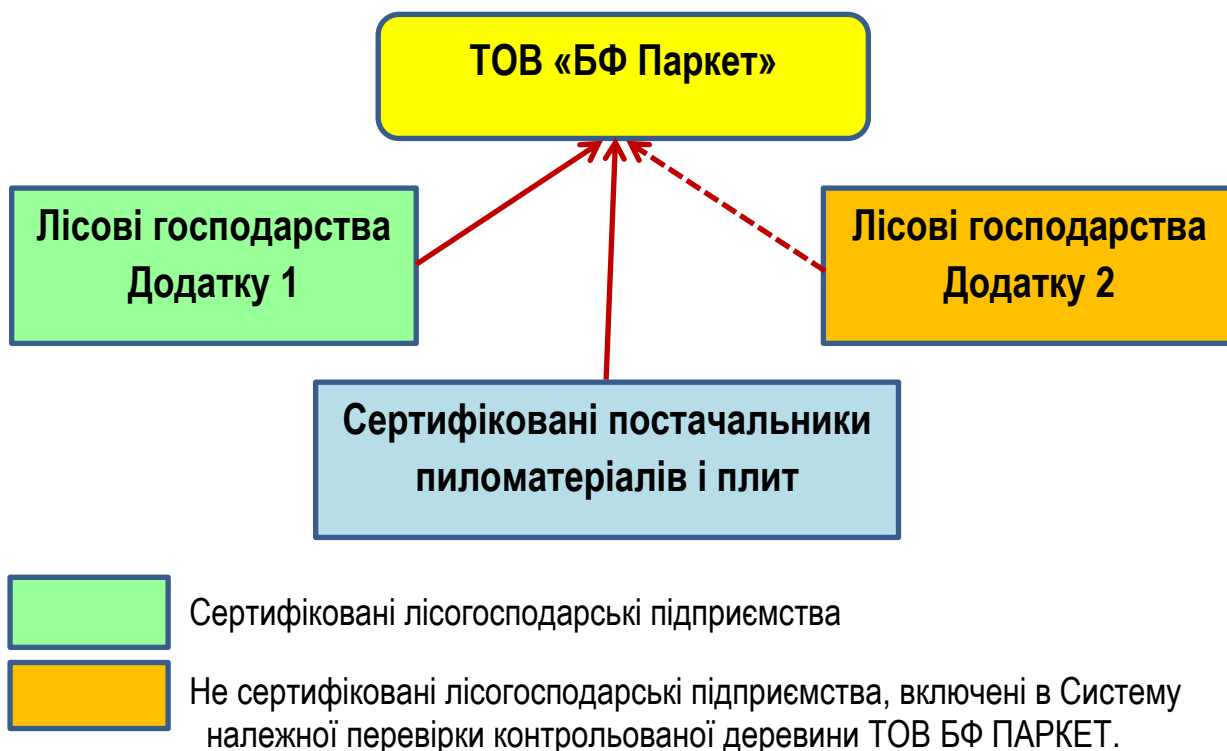 ТОВ «БФ Паркет»
Лісові господарства
Додатку 1
Лісові господарства
Додатку 2
Сертифіковані постачальники
пиломатеріалів і плит
Сертифіковані лісогосподарські підприємства
Не сертифіковані лісогосподарські підприємства, включені в Систему
належної перевірки контрольованої деревини ТОВ БФ ПАРКЕТ.